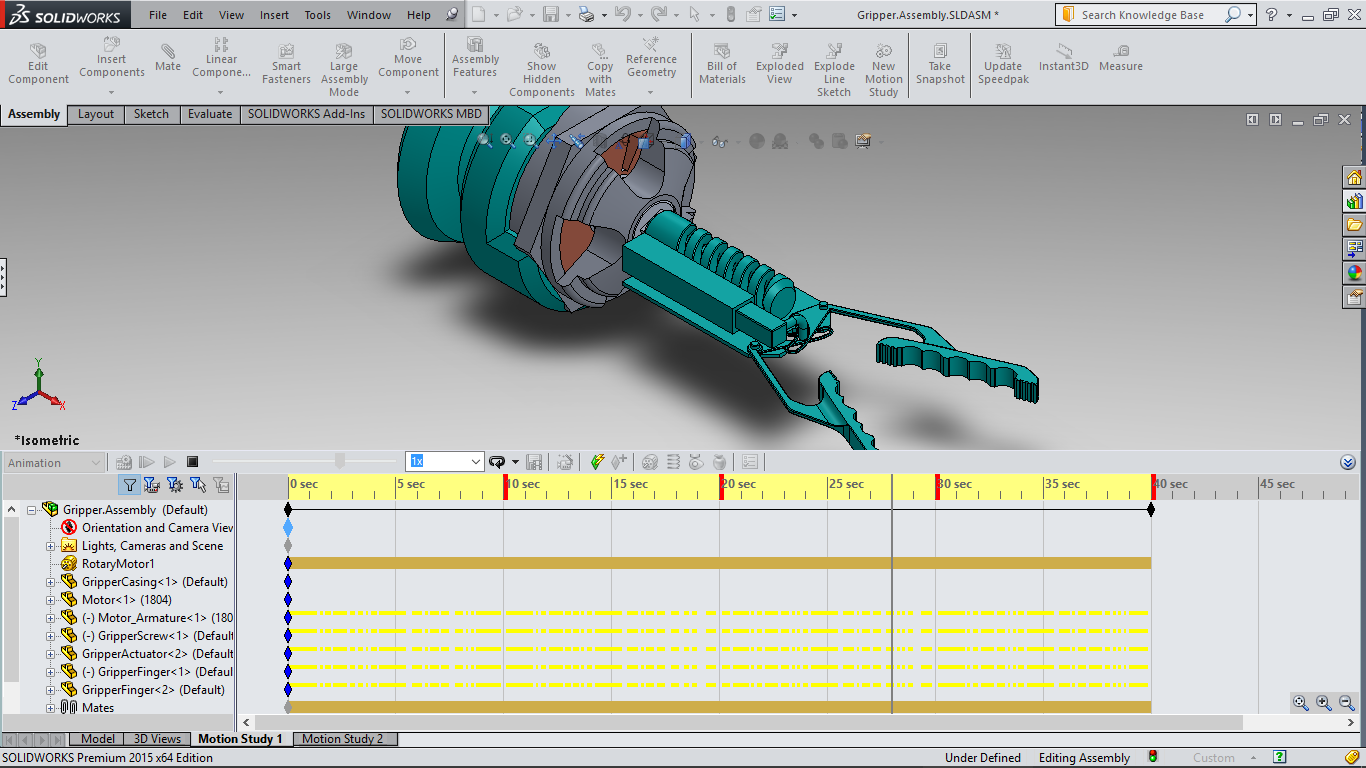 SOLIDWORKS File Edit View Insert Tools Window Help Gripper.Assembly.SLDASM * Search Knowledge Base ?
Edit Component
Insert Components
Mate
Linear Compone...
Smart Fasteners
Large Assembly Mode
Move Component
Assembly Features
Show Hidden Components
Copy with Mates
Reference Geometry
Bill of Materials
Exploded View
Explode Line Sketch
New Motion Study
Take Snapshot
Update Speedpak
Instant3D
Measure
Assembly Layout Sketch Evaluate SOLIDWORKS Add-Ins SOLIDWORKS MBD
Y
Z X
*Isometric
Animation 1x
0 sec 5 sec 10 sec 15 sec 20 sec 25 sec 30 sec 35 sec 40 sec 45 sec
Gripper.Assembly (Default)
Orientation and Camera View
Lights, Cameras and Scene
RotaryMotor1
GripperCasing<1> (Default)
Motor<1> (1804)
(-) Motor_Armature<1> (180
(-) GripperScrew<1> (Default
GripperActuator<2> (Default
(-) GripperFinger<1> (Defaul
GripperFinger<2> (Default)
Mates
Model 3D Views Motion Study 1 Motion Study 2
SOLIDWORKS Premium 2015 x64 Edition Under Defined Editing Assembly Custom ?